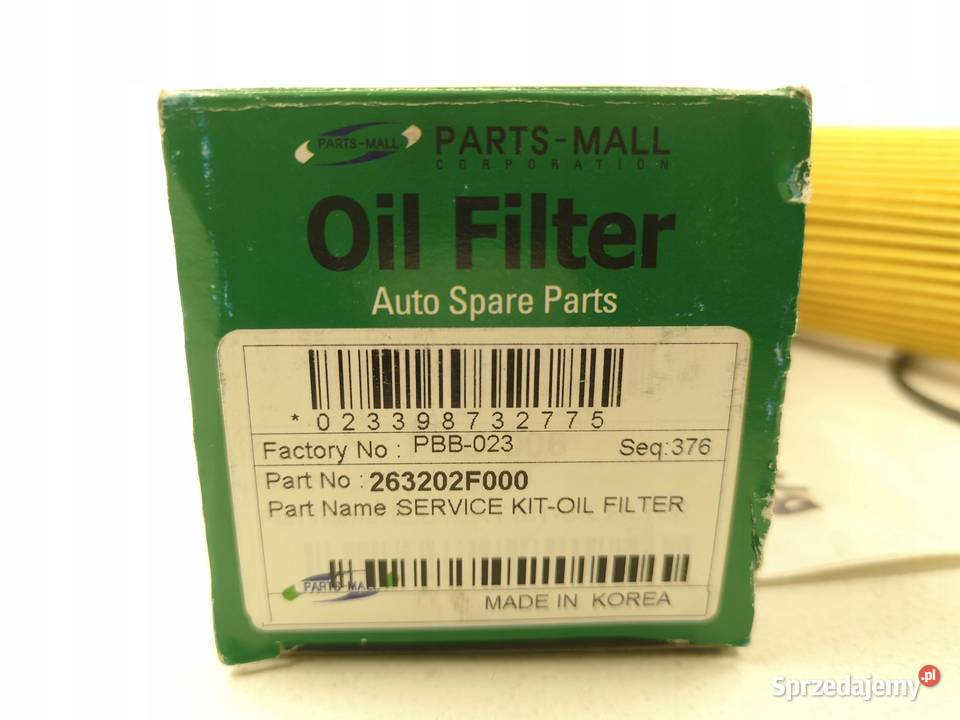 PARTS-MALL PARTS-MALL
CORPORATION
Oil Filter
Auto Spare Parts
*023398732775
Factory No : PBB-023 Seq:376
Part No : 263202F000
Part Name :SERVICE KIT-OIL FILTER
PARTS-MALL
MADE IN KOREA
Sprzedajemy.pl